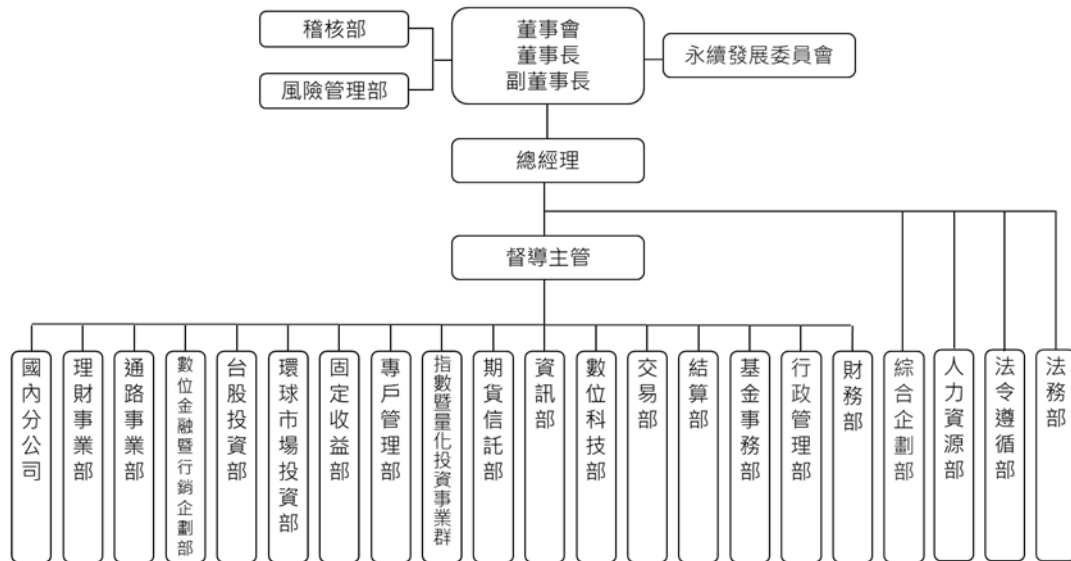 稽核部
風險管理部
董事會
董事長
副董事長
永續發展委員會
總經理
督導主管
國內分公司
理財事業部
通路事業部
數位金融暨行銷企劃部
台股投資部
環球市場投資部
固定收益部
專戶管理部
指數暨量化投資事業群
期貨信託部
資訊部
數位科技部
交易部
結算部
基金事務部
行政管理部
財務部
綜合企劃部
人力資源部
法令遵循部
法務部